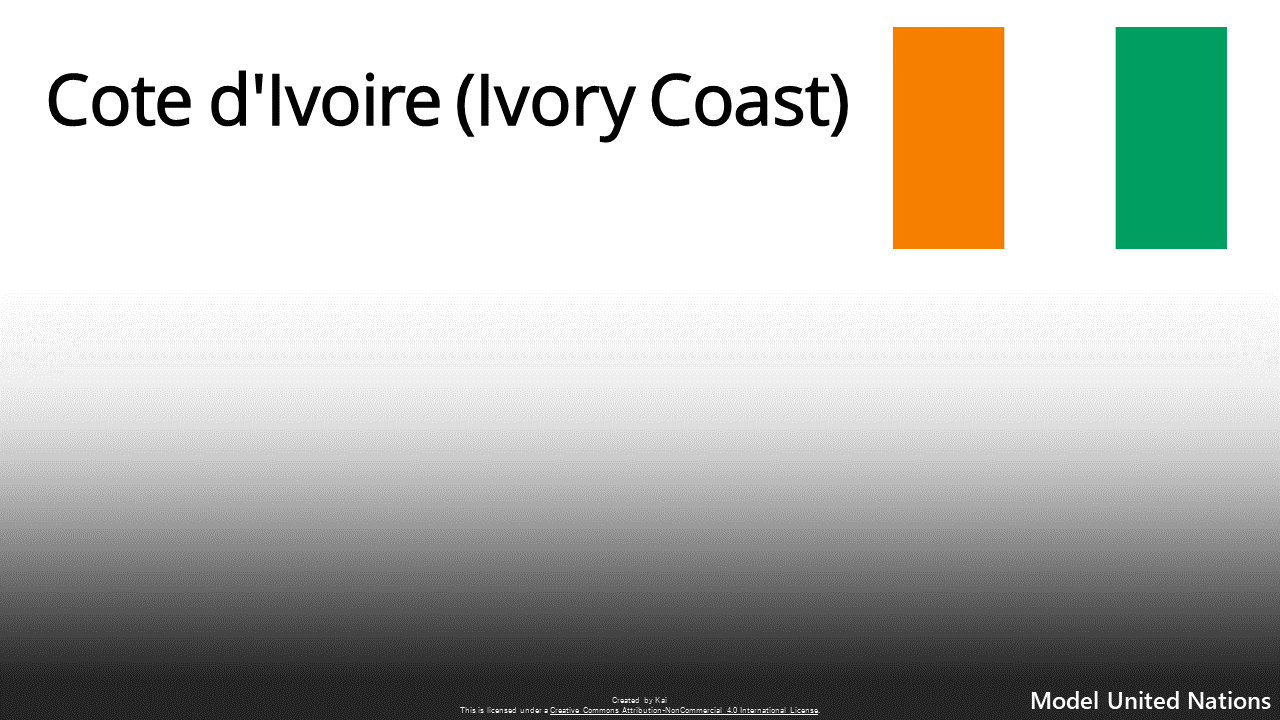 Cote d'Ivoire (Ivory Coast)
Created by Kai
This is licensed under a Creative Commons Attribution-NonCommercial 4.0 International License.
Model United Nations